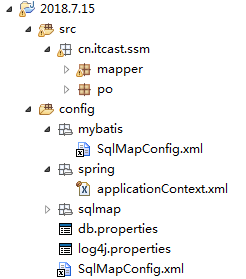 2018.7.15
src
cn.itcast.ssm
mapper
po
config
mybatis
SqlMapConfig.xml
spring
applicationContext.xml
sqlmap
db.properties
log4j.properties
SqlMapConfig.xml